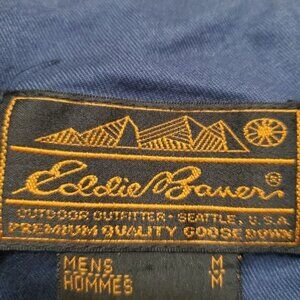 Eddie Bauer®
OUTDOOR OUTFITTER • SEATTLE, U.S.A
PREMIUM QUALITY GOOSE DOWN
MENS M
HOMMES M